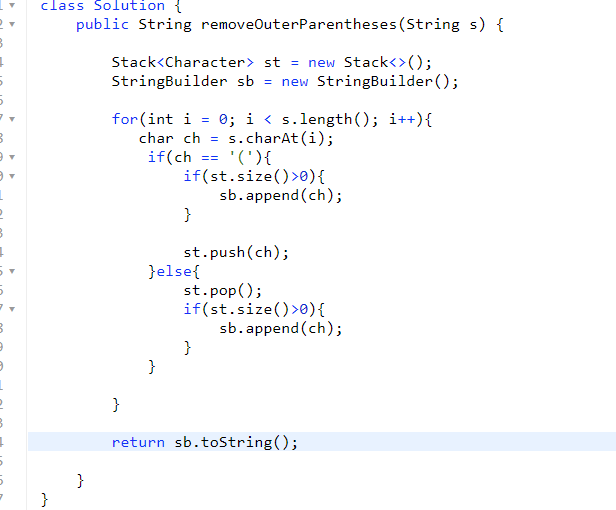 class Solution {
public String removeOuterParentheses(String s) {
Stack<Character> st = new Stack<>();
StringBuilder sb = new StringBuilder();
for(int i = 0; i < s.length(); i++){
char ch = s.charAt(i);
if(ch == '('){
if(st.size()>0){
sb.append(ch);
}
st.push(ch);
}else{
st.pop();
if(st.size()>0){
sb.append(ch);
}
}
}
return sb.toString();
}
}